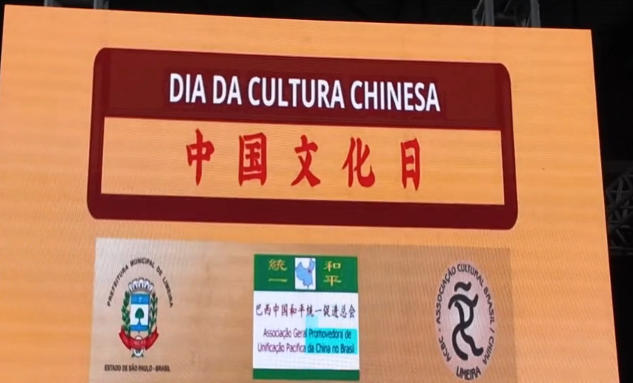 DIA DA CULTURA CHINESA
中国文化日
PREFEITURA MUNICIPAL DE LIMEIRA
ESTADO DE SÃO PAULO - BRASIL
統一
和平
巴西中国和平统一促进总会
Associação Geral Promovedora de
Unificação Pacífica da China no Brasil
ACBC - ASSOCIAÇÃO CULTURAL BRASIL / CHINA
LIMEIRA